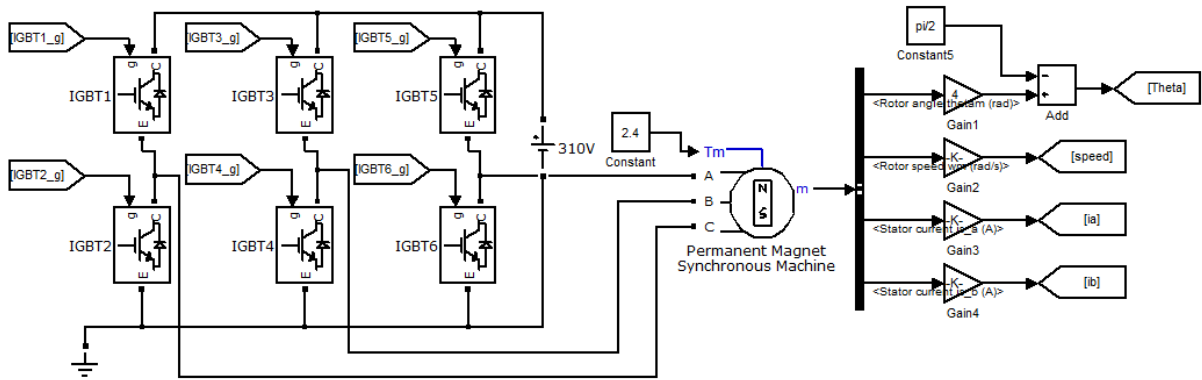 [IGBT1_g]
[IGBT3_g]
[IGBT5_g]
g
C
g
C
g
C
IGBT1
IGBT3
IGBT5
E
E
E
[IGBT2_g]
[IGBT4_g]
[IGBT6_g]
g
C
g
C
g
C
IGBT2
IGBT4
IGBT6
E
E
E
+
310V
2.4
Constant
Tm
A
B
C
N
S
m
Permanent Magnet
Synchronous Machine
pi/2
Constant5
Add
[Theta]
4
<Rotor angle thetam (rad)>
Gain1
-K-
<Rotor speed wm (rad/s)>
Gain2
[speed]
-K-
<Stator current is_a (A)>
Gain3
[ia]
-K-
<Stator current is_b (A)>
Gain4
[ib]